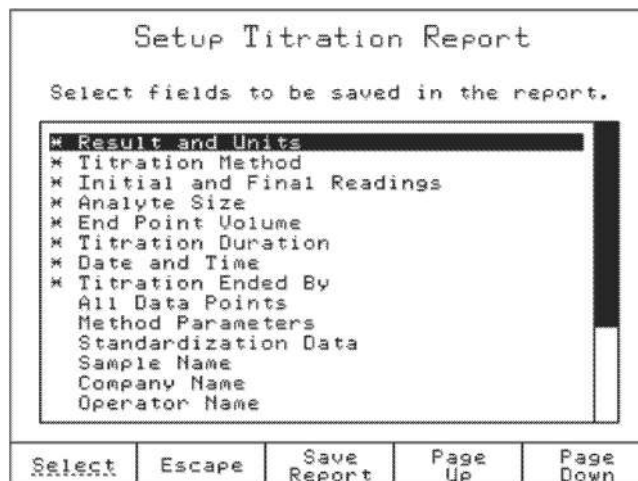 Setup Titration Report
Select fields to be saved in the report.
* Result and Units
* Titration Method
* Initial and Final Readings
* Analyte Size
* End Point Volume
* Titration Duration
* Date and Time
* Titration Ended By
All Data Points
Method Parameters
Standardization Data
Sample Name
Company Name
Operator Name
Select
Escape
Save
Report
Page
Up
Page
Down